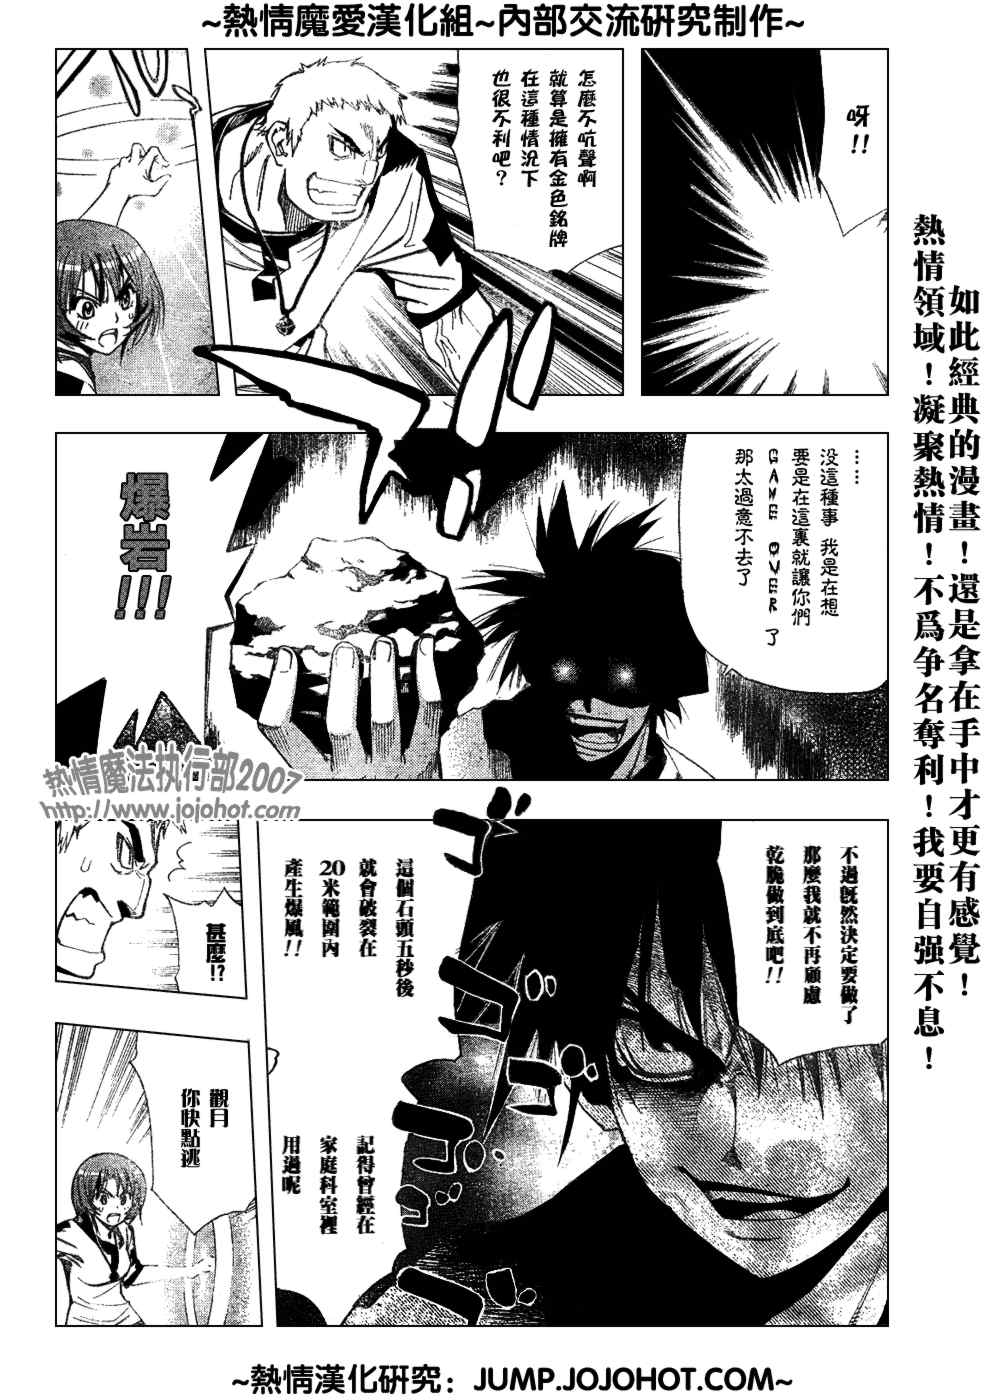 ~熱情魔愛漢化組~內部交流研究制作~
呀!!
怎麼不吭聲啊
就算是擁有金色銘牌
在這種情況下
也很不利吧？
如此經典的漫畫！還是拿在手中才更有感覺！
熱情領域！凝聚熱情！不爲争名奪利！我要自强不息！
……
没這種事 我是在想
要是在這裏就讓你們
GAME OVER 了
那太過意不去了
爆岩!!!
熱情魔法执行部2007
http://www.jojohot.com
不過既然決定要做了
那麼我就不再顧慮
乾脆做到底吧!!
ゴゴゴゴゴ
這個石頭五秒後
就會破裂在
20米範圍內
產生爆風!!
記得曾經在
家庭科室裡
用過呢
甚麼!?
觀月
你快點逃
~熱情漢化研究：JUMP.JOJOHOT.COM~